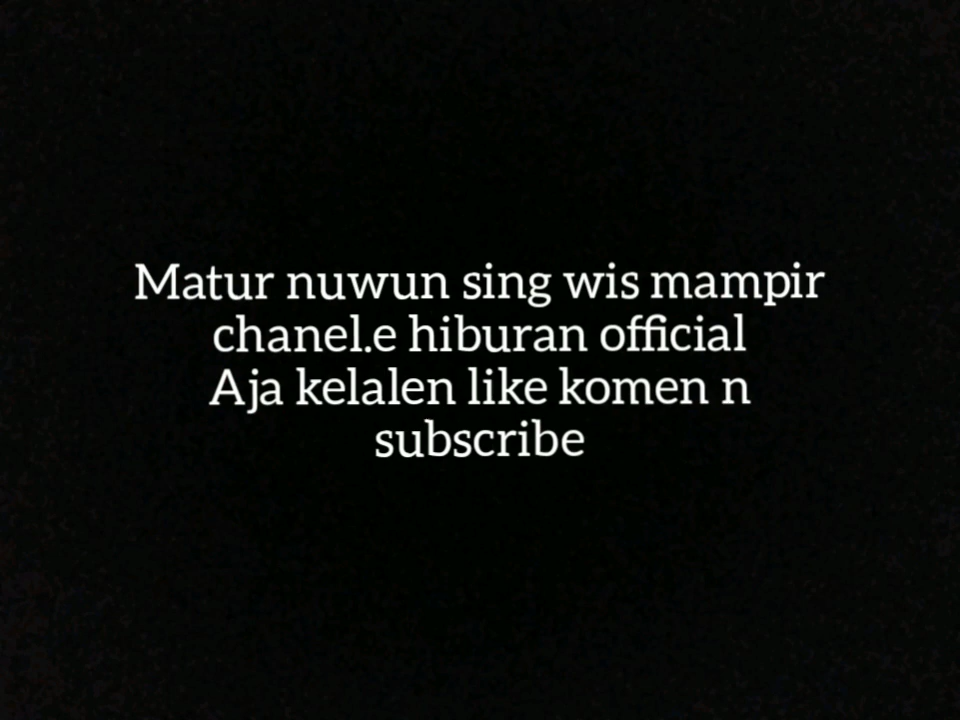 Matur nuwun sing wis mampir
chanel.e hiburan official
Aja kelalen like komen n
subscribe